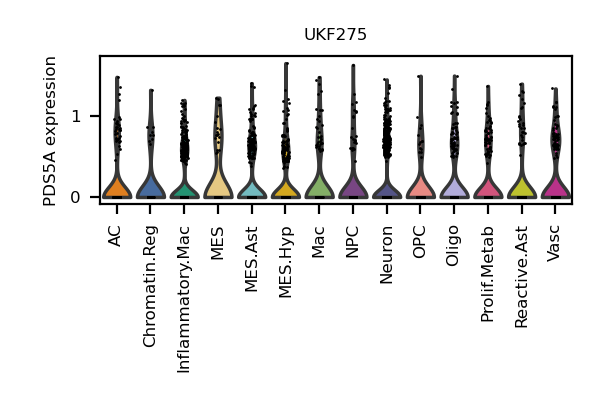 UKF275
PDS5A expression
1
0
AC
Chromatin.Reg
Inflammatory.Mac
MES
MES.Ast
MES.Hyp
Mac
NPC
Neuron
OPC
Oligo
Prolif.Metab
Reactive.Ast
Vasc